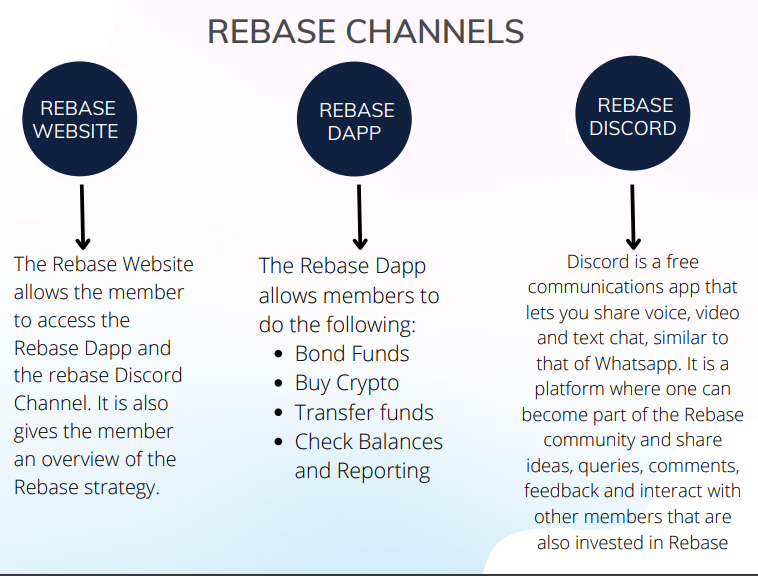 REBASE CHANNELS
REBASE
WEBSITE
The Rebase Website
allows the member
to access the
Rebase Dapp and
the rebase Discord
Channel. It is also
gives the member
an overview of the
Rebase strategy.
REBASE
DAPP
The Rebase Dapp
allows members to
do the following:
• Bond Funds
• Buy Crypto
• Transfer funds
• Check Balances
and Reporting
REBASE
DISCORD
Discord is a free
communications app that
lets you share voice, video
and text chat, similar to
that of Whatsapp. It is a
platform where one can
become part of the Rebase
community and share
ideas, queries, comments,
feedback and interact with
other members that are
also invested in Rebase